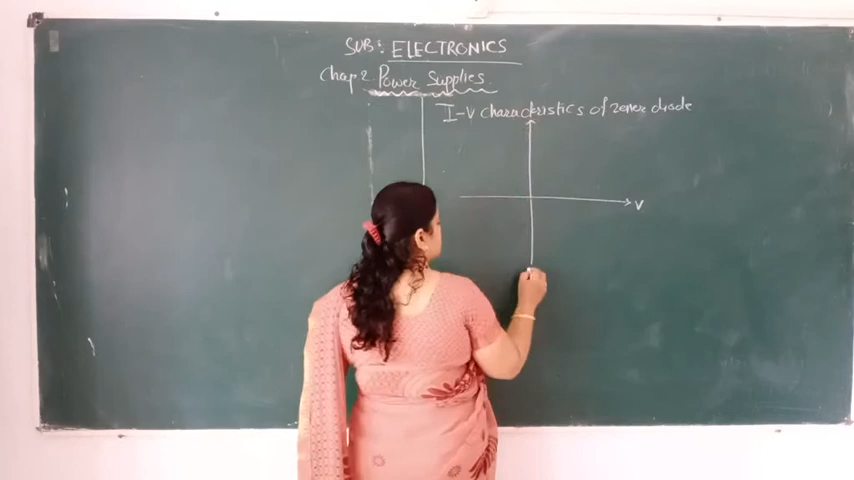 SUB: ELECTRONICS
Chap 2 Power Supplies.
I-V characteristics of zener diode
V